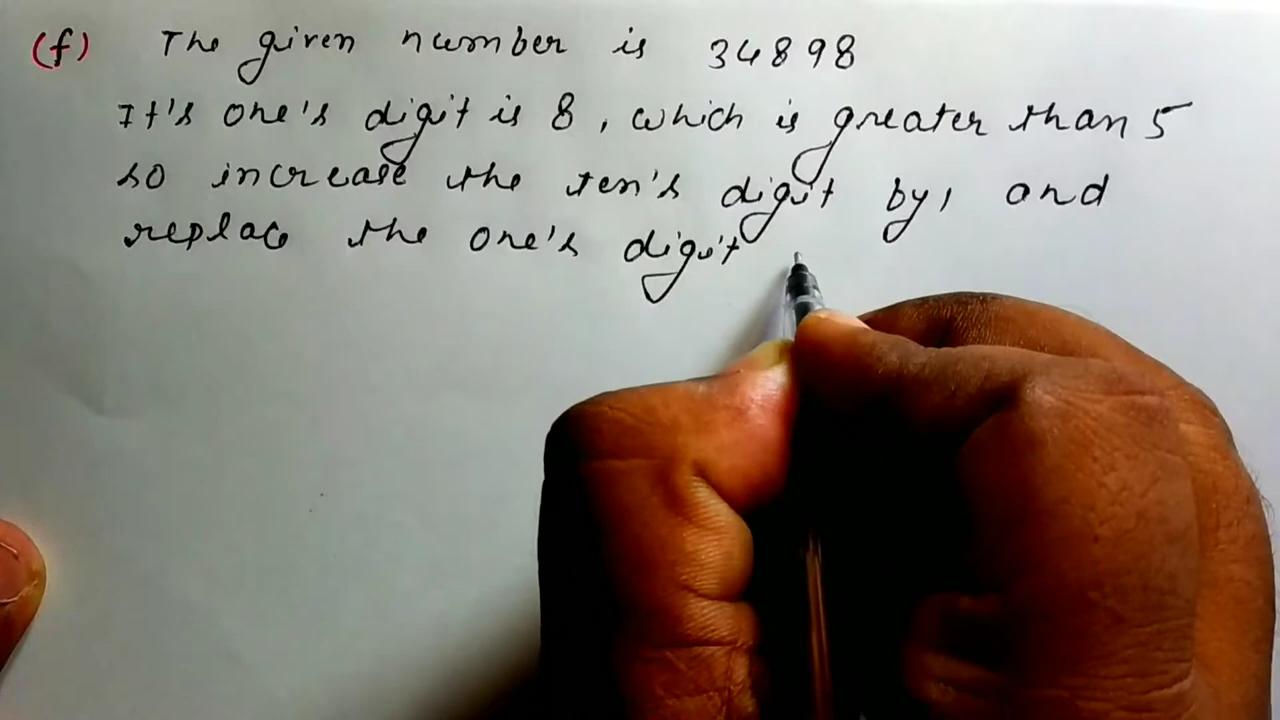 (f) The given number is 34898
It's one's digit is 8, which is greater than 5
so increase the ten's digit by 1 and
replace the one's digit